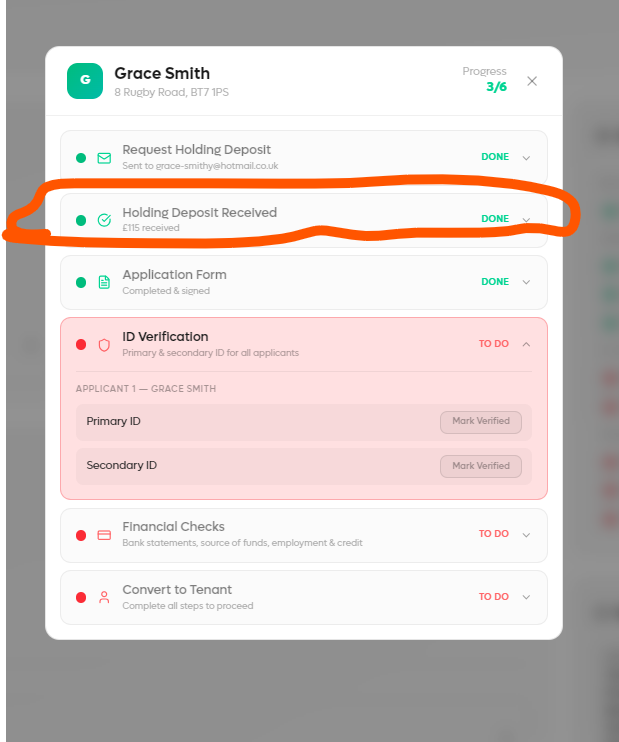 G
Grace Smith
8 Rugby Road, BT7 1PS
Progress
3/6
Request Holding Deposit
Sent to grace-smithy@hotmail.co.uk
DONE
Holding Deposit Received
£115 received
DONE
Application Form
Completed & signed
DONE
ID Verification
Primary & secondary ID for all applicants
TO DO
APPLICANT 1 — GRACE SMITH
Primary ID
Mark Verified
Secondary ID
Mark Verified
Financial Checks
Bank statements, source of funds, employment & credit
TO DO
Convert to Tenant
Complete all steps to proceed
TO DO